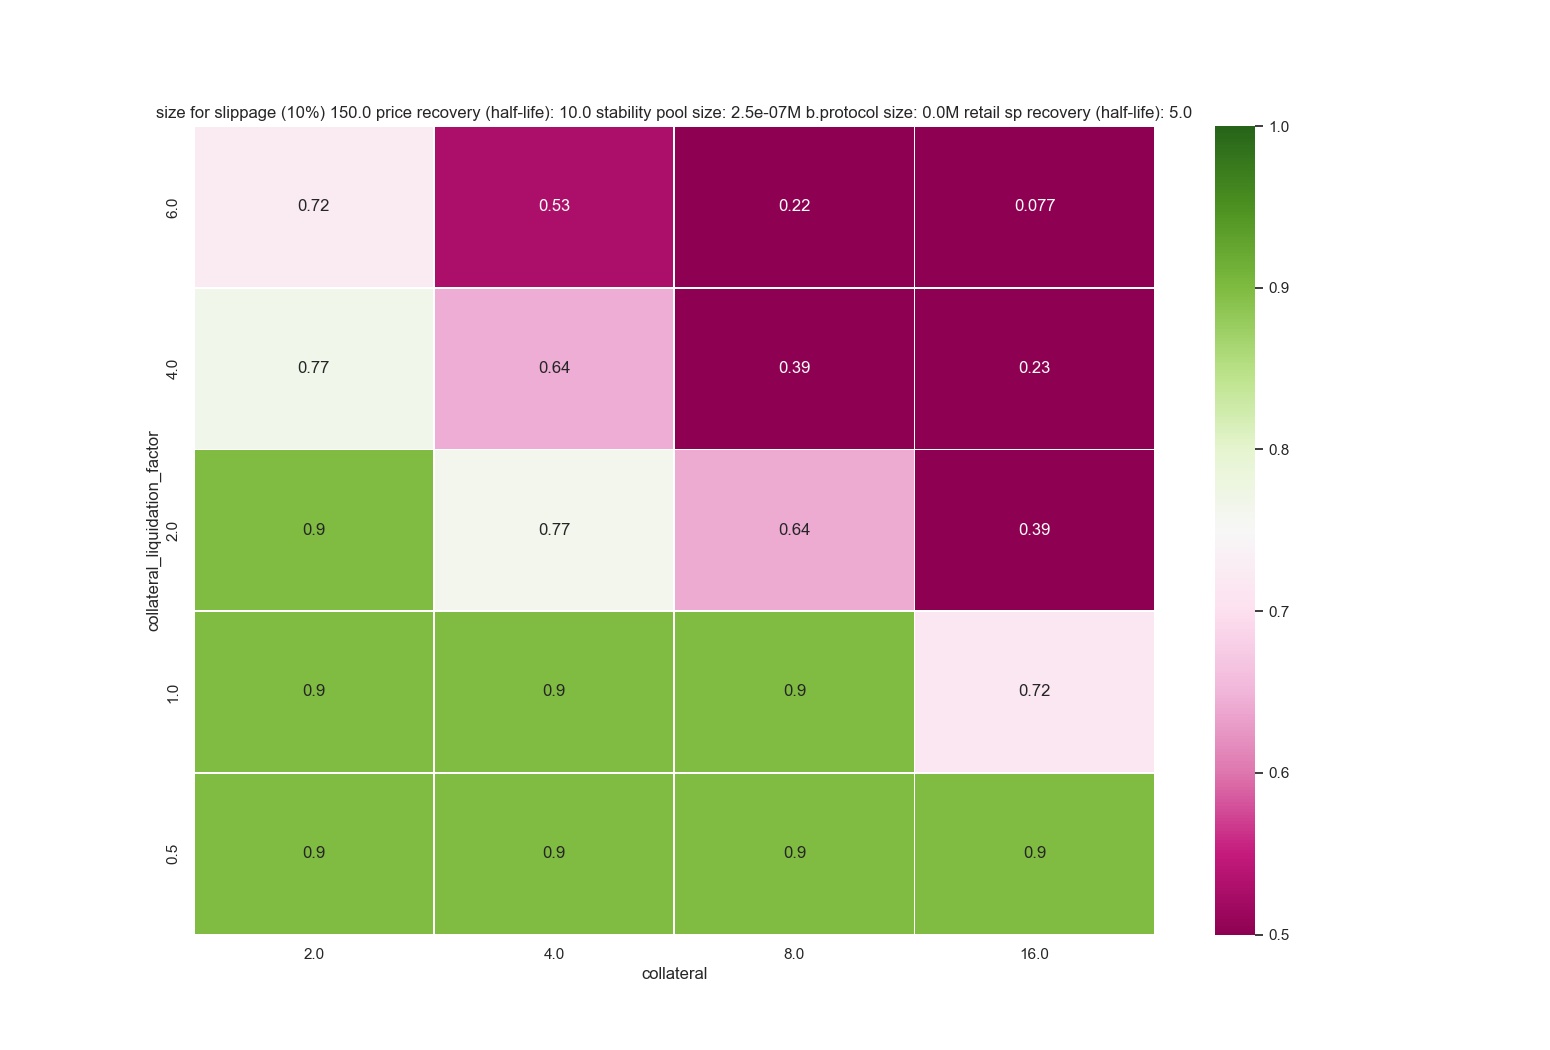 size for slippage (10%) 150.0 price recovery (half-life): 10.0 stability pool size: 2.5e-07M b.protocol size: 0.0M retail sp recovery (half-life): 5.0
collateral_liquidation_factor
6.0 0.72 0.53 0.22 0.077
4.0 0.77 0.64 0.39 0.23
2.0 0.9 0.77 0.64 0.39
1.0 0.9 0.9 0.9 0.72
0.5 0.9 0.9 0.9 0.9
2.0 4.0 8.0 16.0
collateral
1.0
0.9
0.8
0.7
0.6
0.5